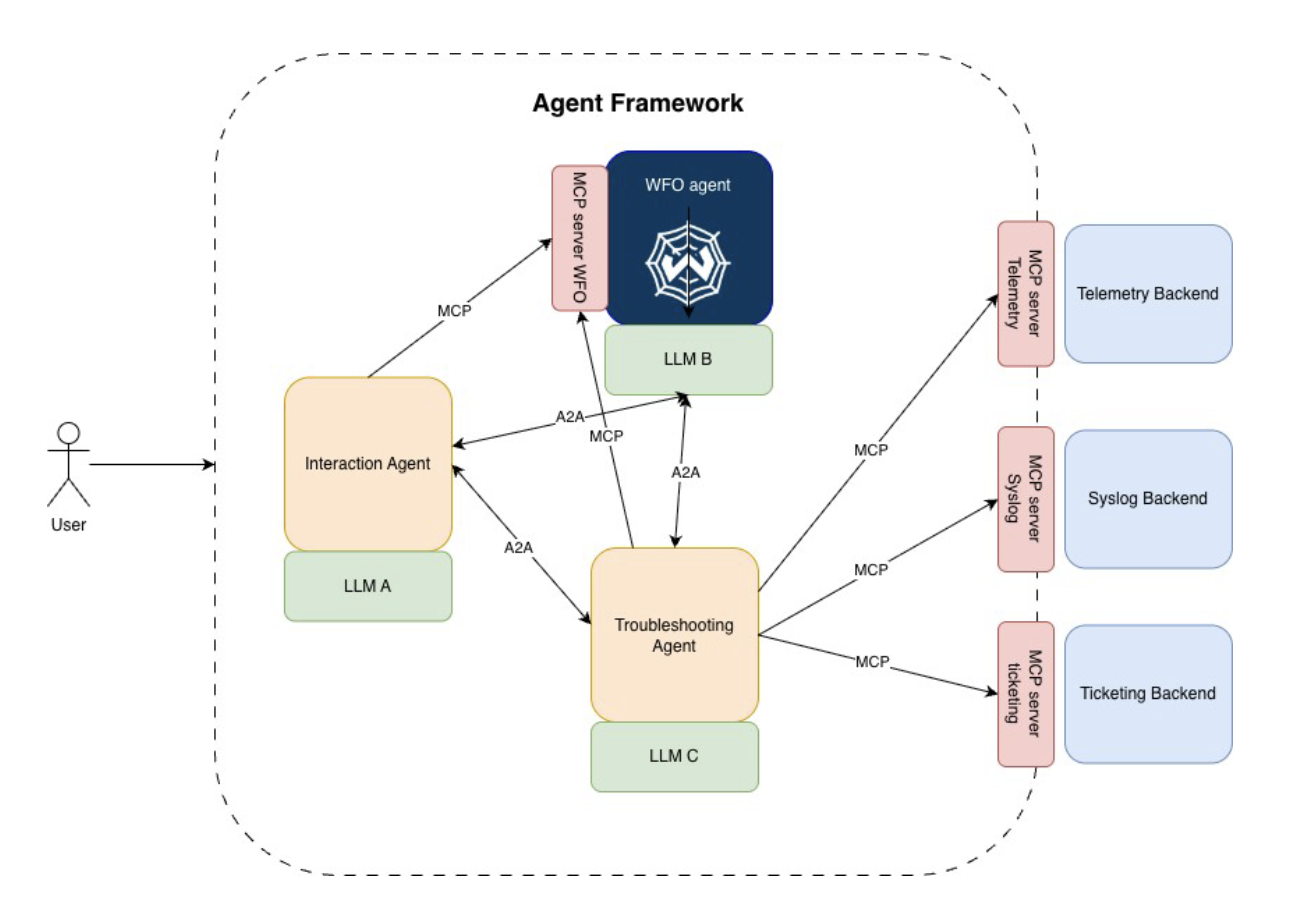 Agent Framework
MCP server WFO
WFO agent
W
LLM B
MCP
A2A
MCP
A2A
A2A
Interaction Agent
LLM A
User
Troubleshooting
Agent
LLM C
MCP
MCP
MCP
MCP server
Telemetry
Telemetry Backend
MCP server
Syslog
Syslog Backend
MCP server
ticketing
Ticketing Backend